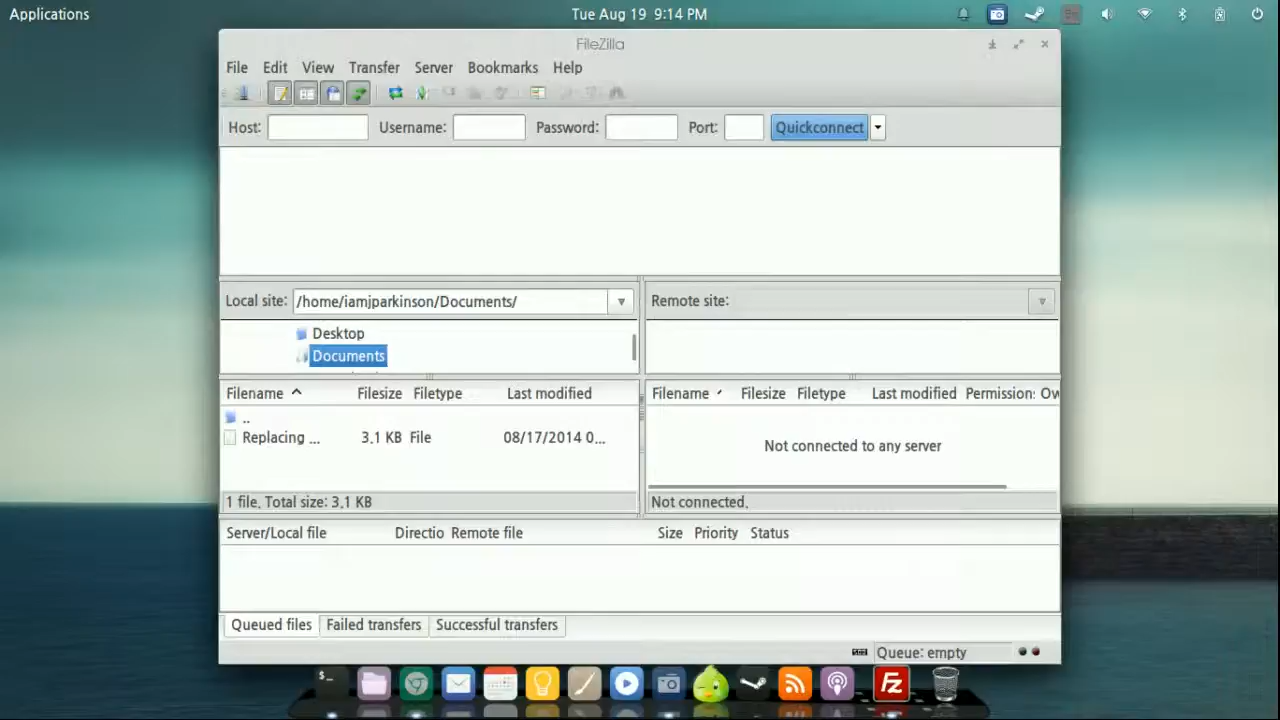 Applications
Tue Aug 19 9:14 PM
FileZilla
File Edit View Transfer Server Bookmarks Help
Host: Username: Password: Port: Quickconnect
Local site: /home/iamjparkinson/Documents/
Remote site:
Desktop
Documents
Filename Filesize Filetype Last modified
..
Replacing ... 3.1 KB File 08/17/2014 0...
1 file. Total size: 3.1 KB
Filename Filesize Filetype Last modified Permission: Ow
Not connected to any server
Not connected.
Server/Local file Directio Remote file Size Priority Status
Queued files Failed transfers Successful transfers
Queue: empty
Fz